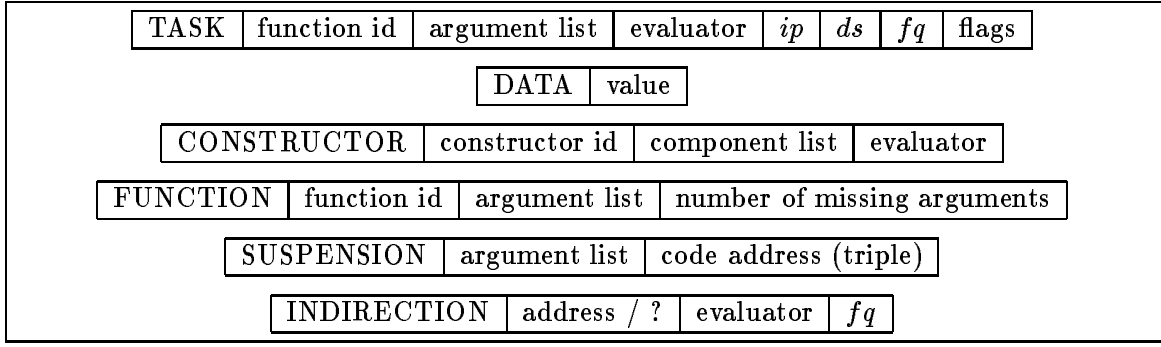 TASK function id argument list evaluator ip ds fq flags
DATA value
CONSTRUCTOR constructor id component list evaluator
FUNCTION function id argument list number of missing arguments
SUSPENSION argument list code address (triple)
INDIRECTION address / ? evaluator fq